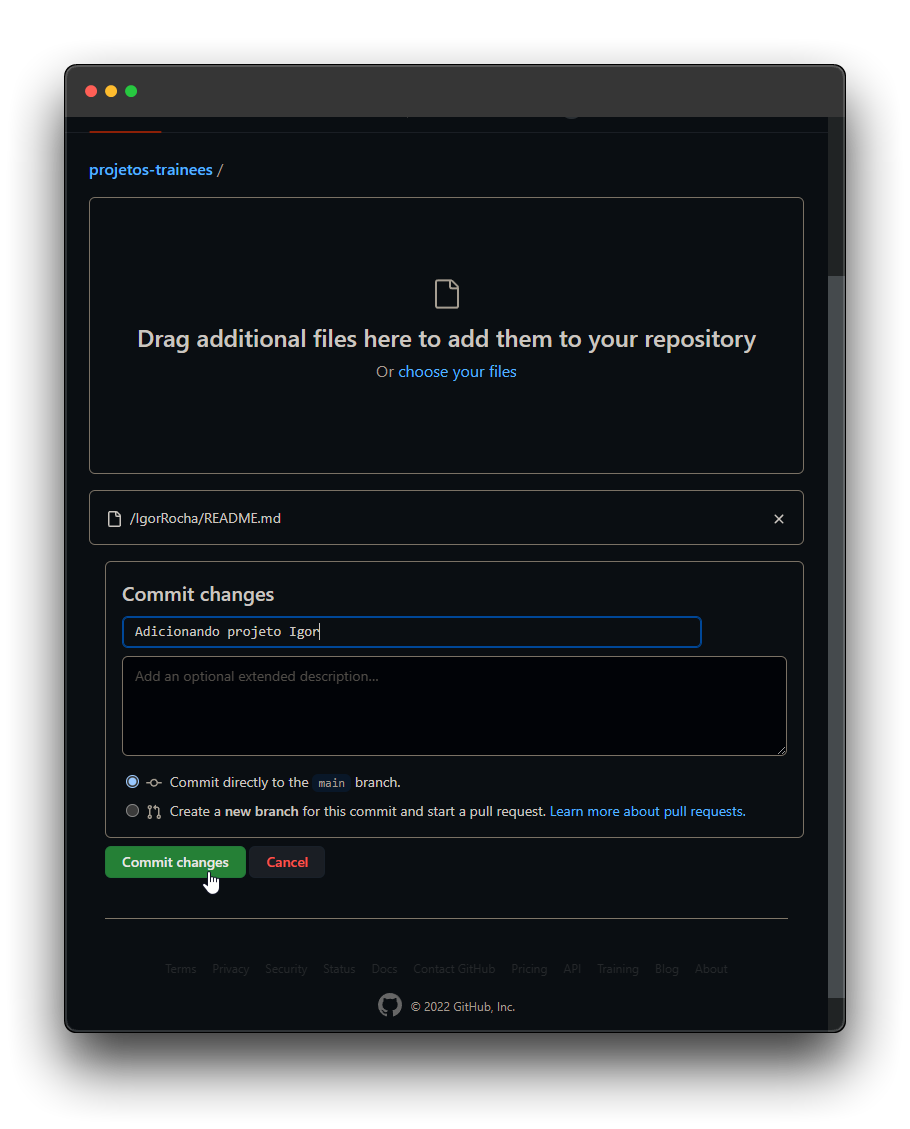 projetos-trainees /
Drag additional files here to add them to your repository
Or choose your files
/IgorRocha/README.md
Commit changes
Adicionando projeto Igor
Add an optional extended description...
Commit directly to the main branch.
Create a new branch for this commit and start a pull request. Learn more about pull requests.
Commit changes Cancel
Terms Privacy Security Status Docs Contact GitHub Pricing API Training Blog About
© 2022 GitHub, Inc.